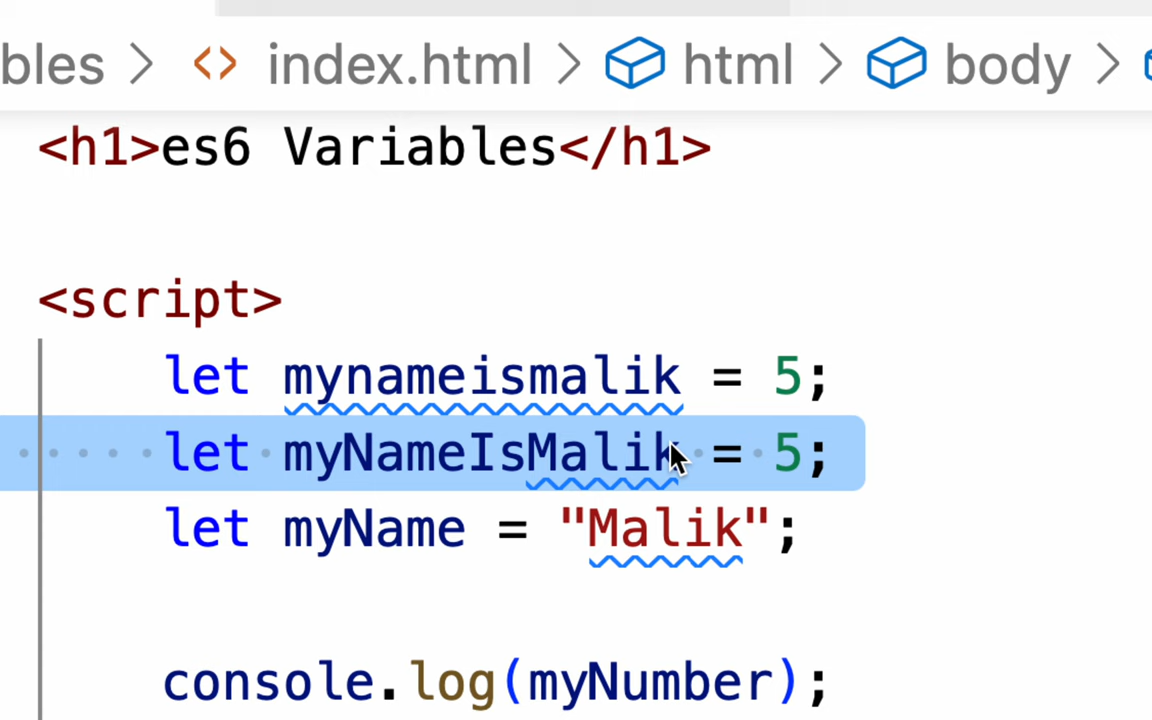 bles > <> index.html > html > body >
<h1>es6 Variables</h1>
<script>
let mynameismalik = 5;
let myNameIsMalik = 5;
let myName = "Malik";
console.log(myNumber);